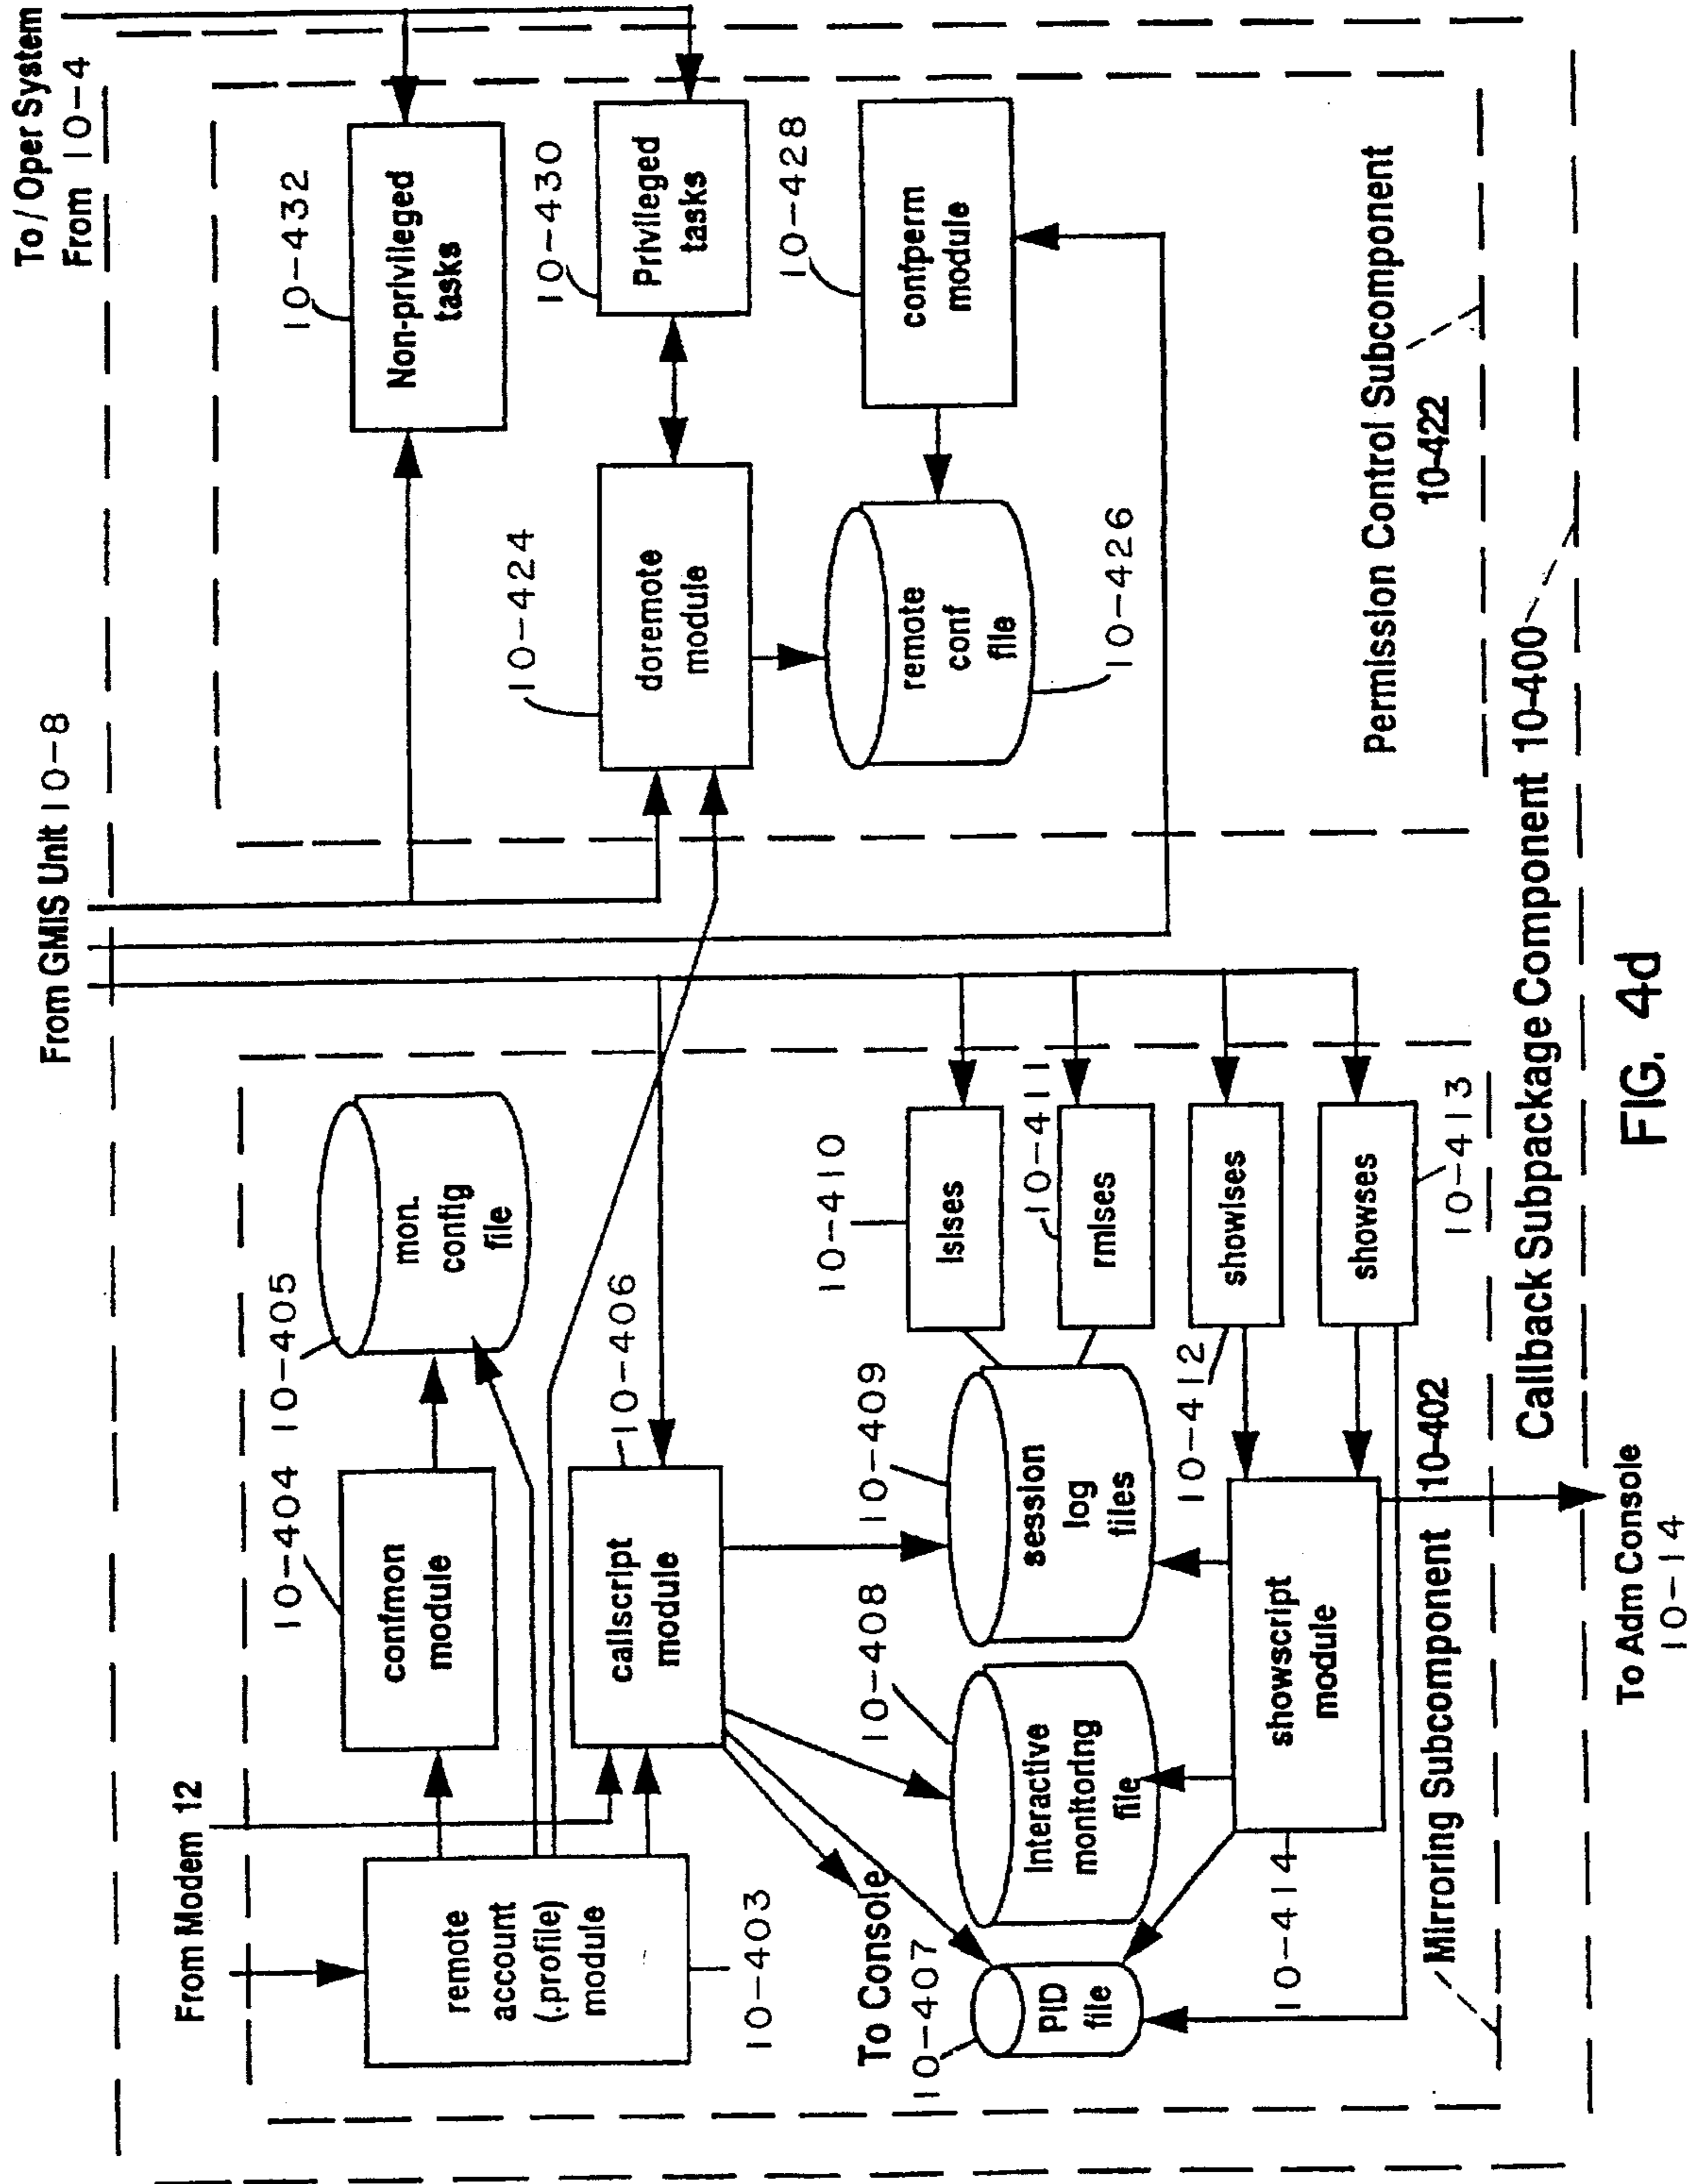 From Modem 12
From GMIS Unit 10-8
To / Oper System
From 10-4
remote
account
(.profile)
module
10-403
10-404
confmon
module
10-405
mon.
config
file
10-406
callscript
module
To Console
10-407
PID
file
10-408
Interactive
monitoring
file
10-409
session
log
files
10-410
lslses
10-411
rmlses
10-412
showlses
showses
10-413
showscript
module
10-414
Mirroring Subcomponent 10-402
To Adm Console
10-14
10-432
Non-privileged
tasks
10-430
Privileged
tasks
10-424
doremote
module
10-428
confperm
module
remote
conf
file
10-426
Permission Control Subcomponent
10-422
Callback Subpackage Component 10-400
FIG. 4d